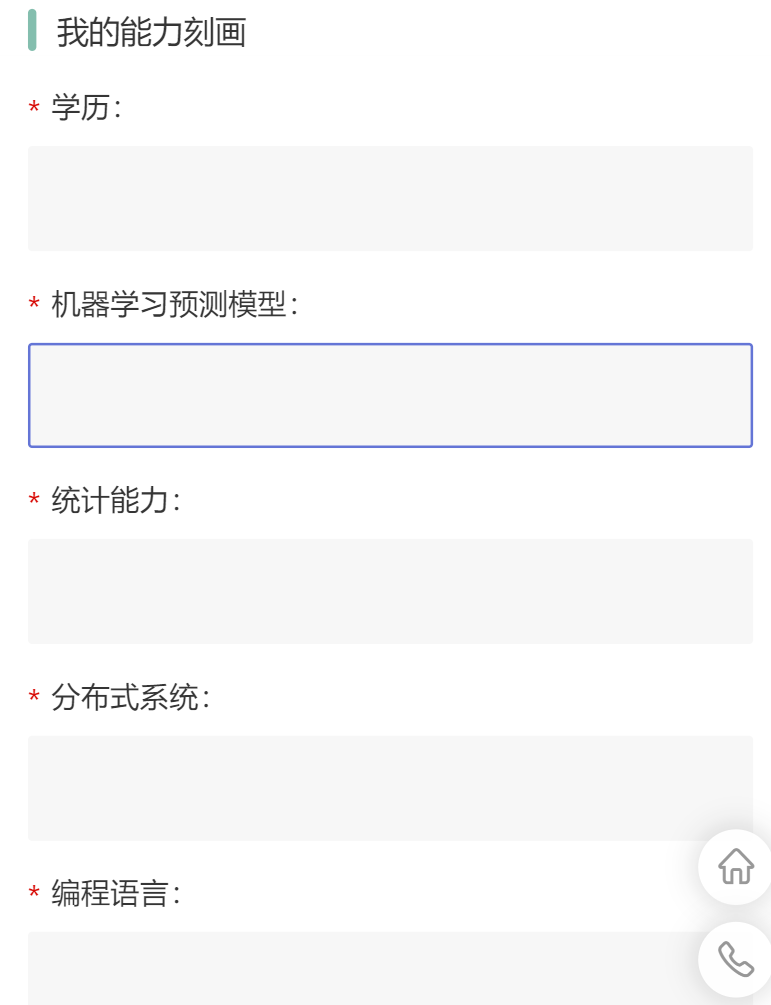 我的能力刻画
* 学历：
* 机器学习预测模型：
* 统计能力：
* 分布式系统：
* 编程语言：